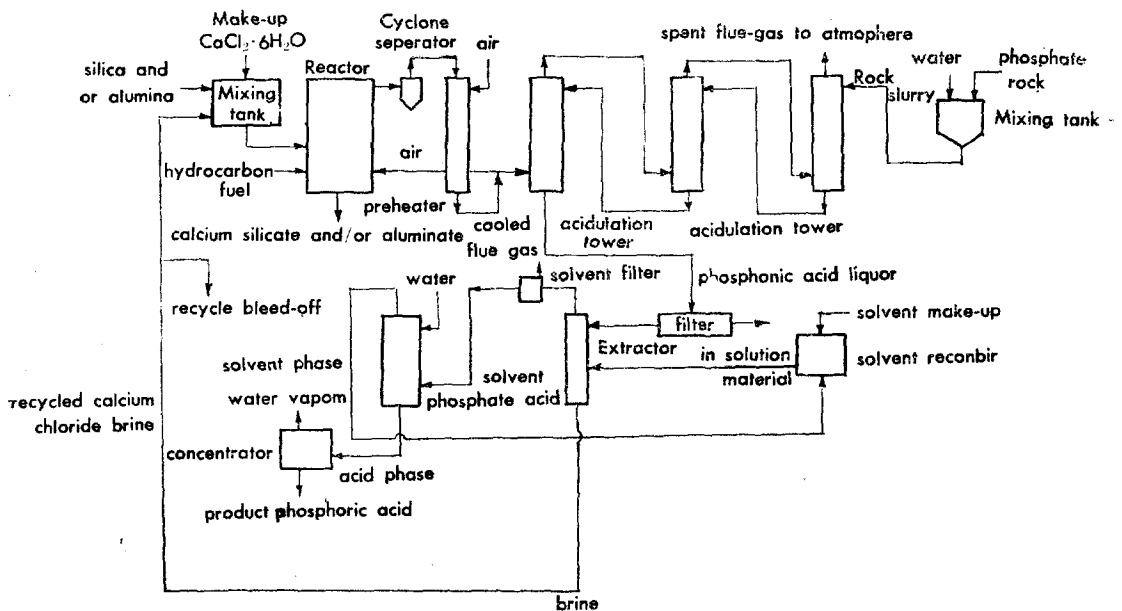 Make-up
CaCl2·6H2O
Cyclone
seperator
air
spent flue-gas to atmophere
water
phosphate
rock
silica and
or alumina
Mixing
tank
Reactor
Rock
slurry
Mixing tank
air
hydrocarbon
fuel
preheater
cooled
flue gas
acidulation
tower
acidulation tower
calcium silicate and/or aluminate
water
solvent filter
phosphonic acid liquor
recycle bleed-off
filter
solvent make-up
Extractor
in solution
material
solvent reconbir
solvent phase
solvent
phosphate acid
water vapom
recycled calcium
chloride brine
concentrator
acid phase
product phosphoric acid
brine